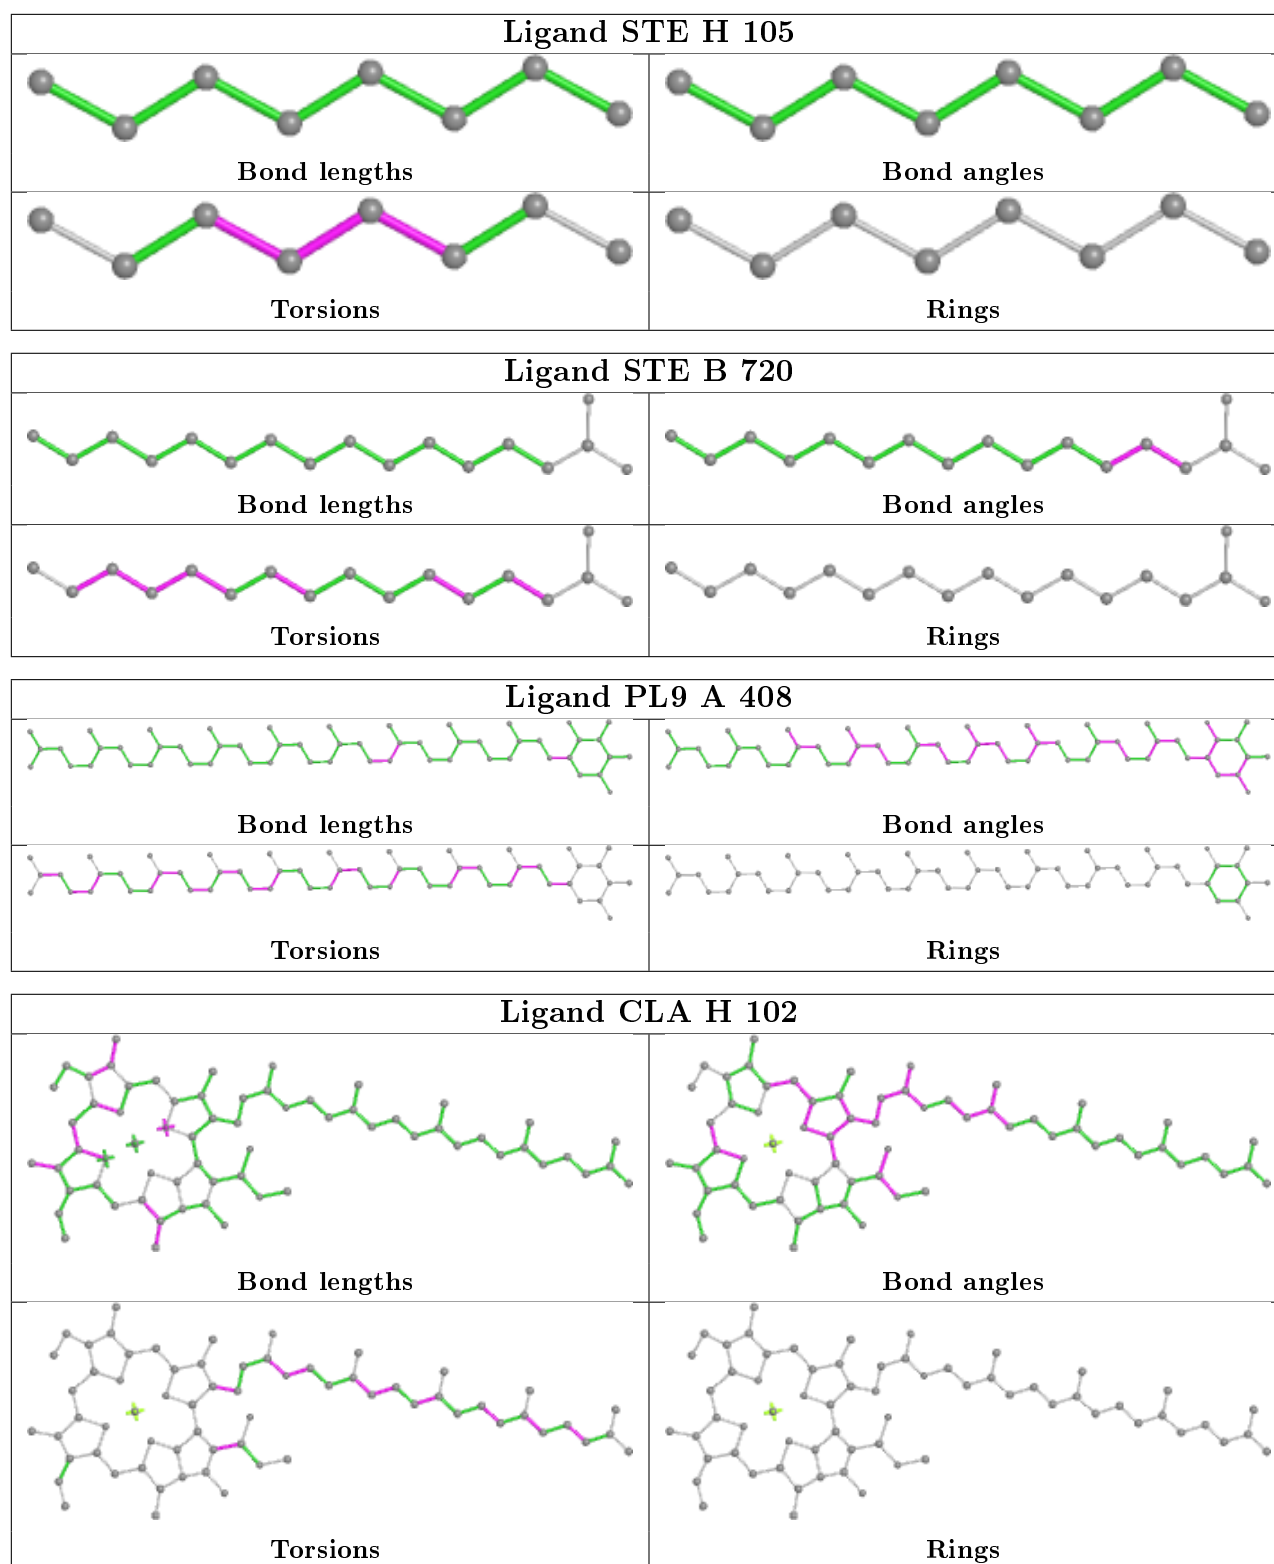 Ligand STE H 105
Bond lengths
Bond angles
Torsions
Rings
Ligand STE B 720
Bond lengths
Bond angles
Torsions
Rings
Ligand PL9 A 408
Bond lengths
Bond angles
Torsions
Rings
Ligand CLA H 102
Bond lengths
Bond angles
Torsions
Rings